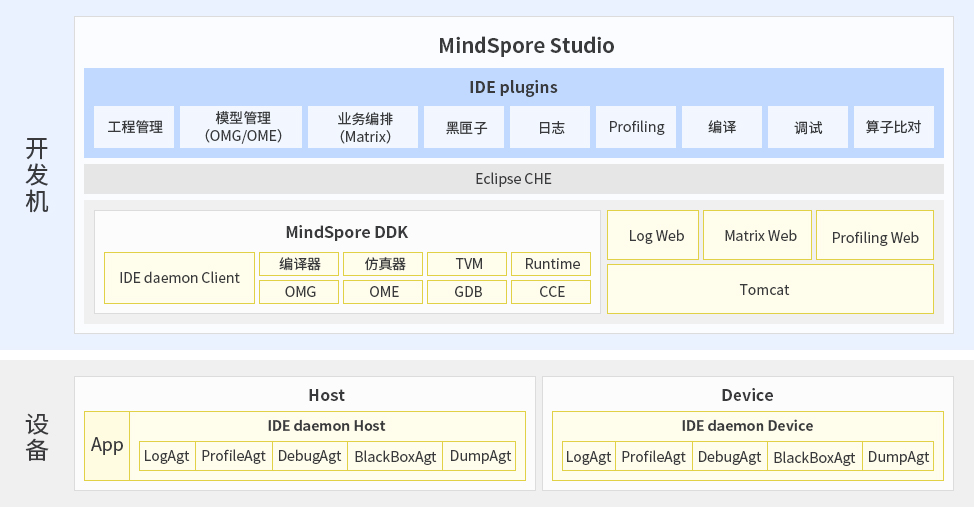 开发机
MindSpore Studio
IDE plugins
工程管理
模型管理
（OMG/OME）
业务编排
（Matrix）
黑匣子
日志
Profiling
编译
调试
算子比对
Eclipse CHE
MindSpore DDK
IDE daemon Client
编译器
仿真器
TVM
Runtime
OMG
OME
GDB
CCE
Log Web
Matrix Web
Profiling Web
Tomcat
设备
Host
App
IDE daemon Host
LogAgt
ProfileAgt
DebugAgt
BlackBoxAgt
DumpAgt
Device
IDE daemon Device
LogAgt
ProfileAgt
DebugAgt
BlackBoxAgt
DumpAgt